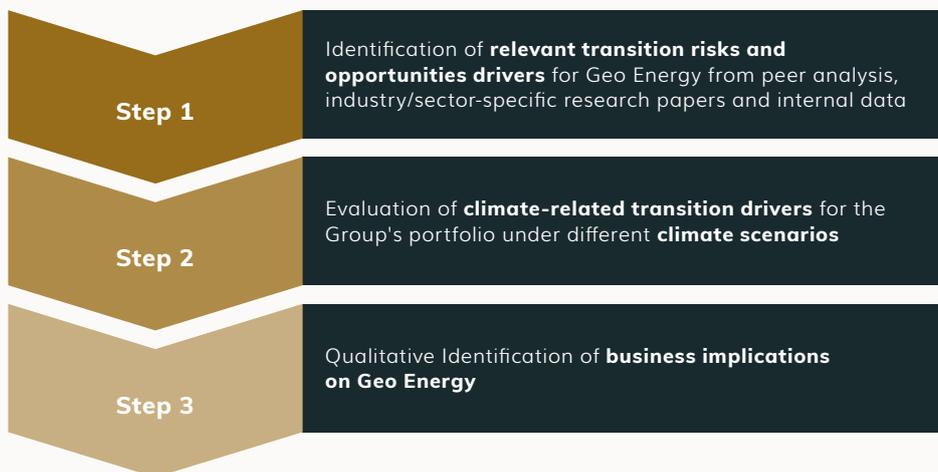 Step 1
Identification of relevant transition risks and
opportunities drivers for Geo Energy from peer analysis,
industry/sector-specific research papers and internal data
Step 2
Evaluation of climate-related transition drivers for the
Group's portfolio under different climate scenarios
Step 3
Qualitative Identification of business implications
on Geo Energy